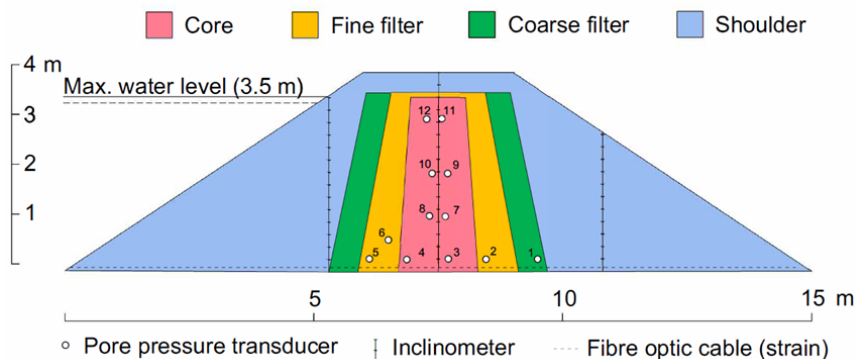 Core Fine filter Coarse filter Shoulder
4 m
Max. water level (3.5 m)
3
12 11
2
10 9
8 7
1
6
5 4 3 2 1
5 10 15 m
Pore pressure transducer Inclinometer Fibre optic cable (strain)